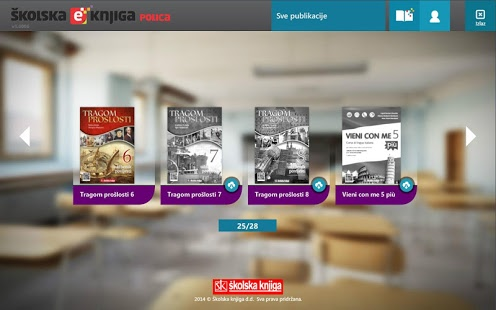 ŠKOLSKA e KNJIGA POLICA
Sve publikacije
Izlaz
TRAGOM PROŠLOSTI
6
TRAGOM PROŠLOSTI
7
TRAGOM PROŠLOSTI
8
VIENI CON ME 5
più
Tragom prošlosti 6
Tragom prošlosti 7
Tragom prošlosti 8
Vieni con me 5 più
25/28
šk školska knjiga
2014 © Školska knjiga d.d. Sva prava pridržana.